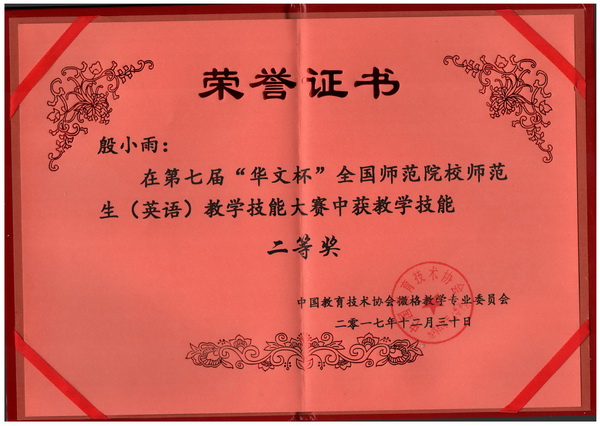 荣誉证书
殷小雨：
在第七届“华文杯”全国师范院校师范
生（英语）教学技能大赛中获教学技能
二等奖
中国教育技术协会微格教学专业委员会
二零一七年十二月三十日